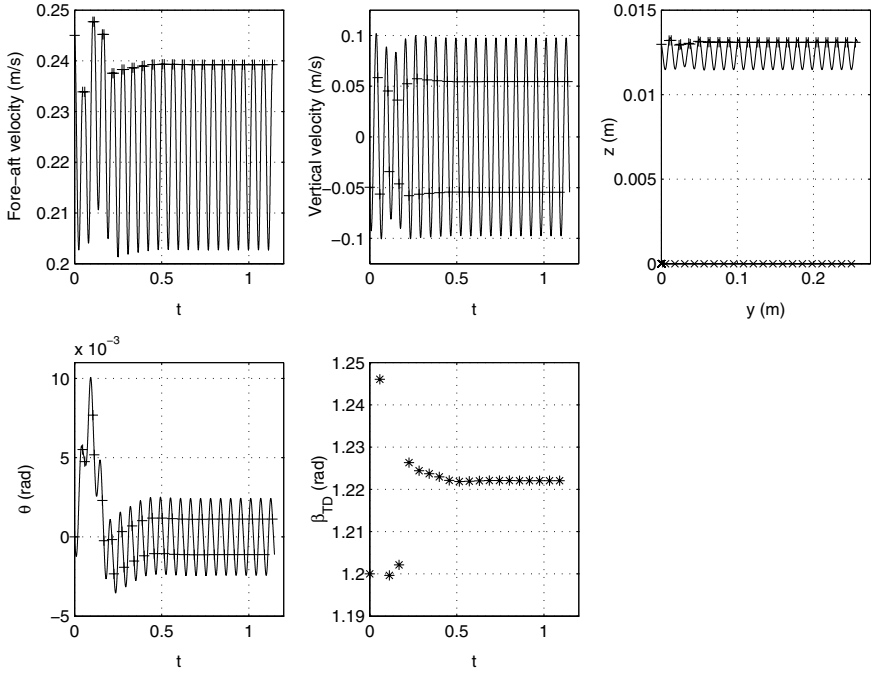 0.25
0.24
0.23
0.22
0.21
0.2
0 0.5 1
Fore−aft velocity (m/s)
t
0.1
0.05
0
−0.05
−0.1
0 0.5 1
Vertical velocity (m/s)
t
0.015
0.01
0.005
0
0 0.1 0.2
z (m)
y (m)
x 10⁻³
10
5
0
−5
0 0.5 1
θ (rad)
t
1.25
1.24
1.23
1.22
1.21
1.2
1.19
0 0.5 1
β_TD (rad)
t